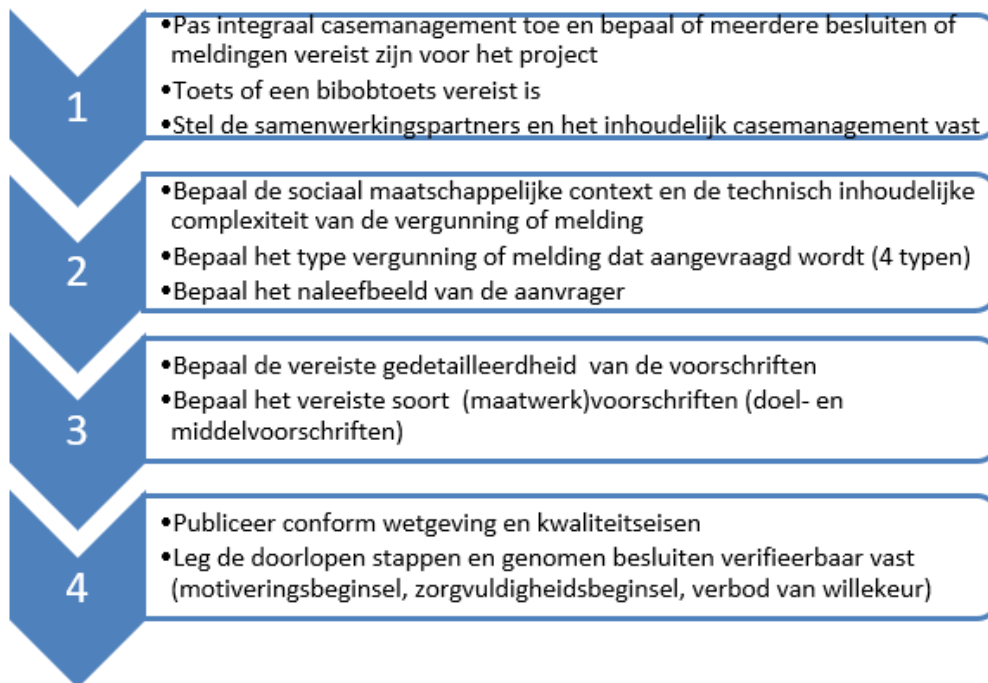 1
•Pas integraal casemanagement toe en bepaal of meerdere besluiten of
meldingen vereist zijn voor het project
•Toets of een bibobtoets vereist is
•Stel de samenwerkingspartners en het inhoudelijk casemanagement vast
2
•Bepaal de sociaal maatschappelijke context en de technisch inhoudelijke
complexiteit van de vergunning of melding
•Bepaal het type vergunning of melding dat aangevraagd wordt (4 typen)
•Bepaal het naleefbeeld van de aanvrager
3
•Bepaal de vereiste gedetailleerdheid van de voorschriften
•Bepaal het vereiste soort (maatwerk)voorschriften (doel- en
middelvoorschriften)
4
•Publiceer conform wetgeving en kwaliteitseisen
•Leg de doorlopen stappen en genomen besluiten verifieerbaar vast
(motiveringsbeginsel, zorgvuldigheidsbeginsel, verbod van willekeur)